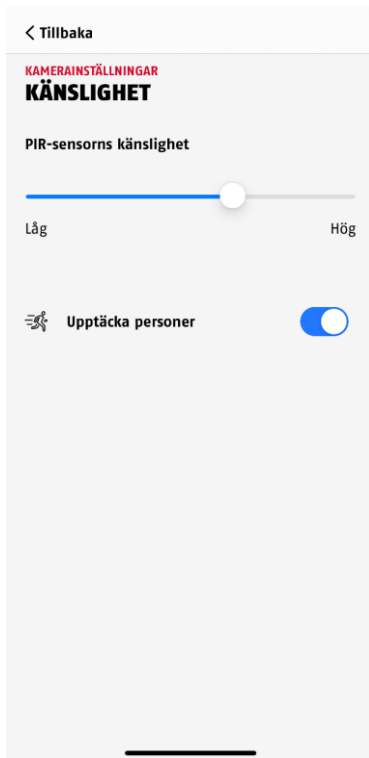 Tillbaka
KAMERAINSTÄLLNINGAR
KÄNSLIGHET
PIR-sensorns känslighet
Låg Hög
Upptäcka personer